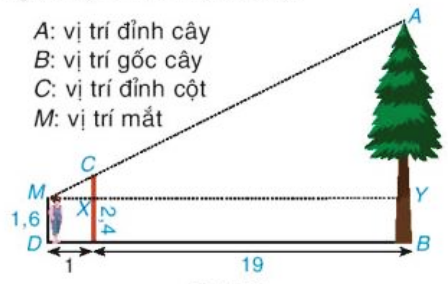 A: vị trí đỉnh cây
B: vị trí gốc cây
C: vị trí đỉnh cột
M: vị trí mắt
A
C
M
X
Y
1,6
2,4
D
B
1
19